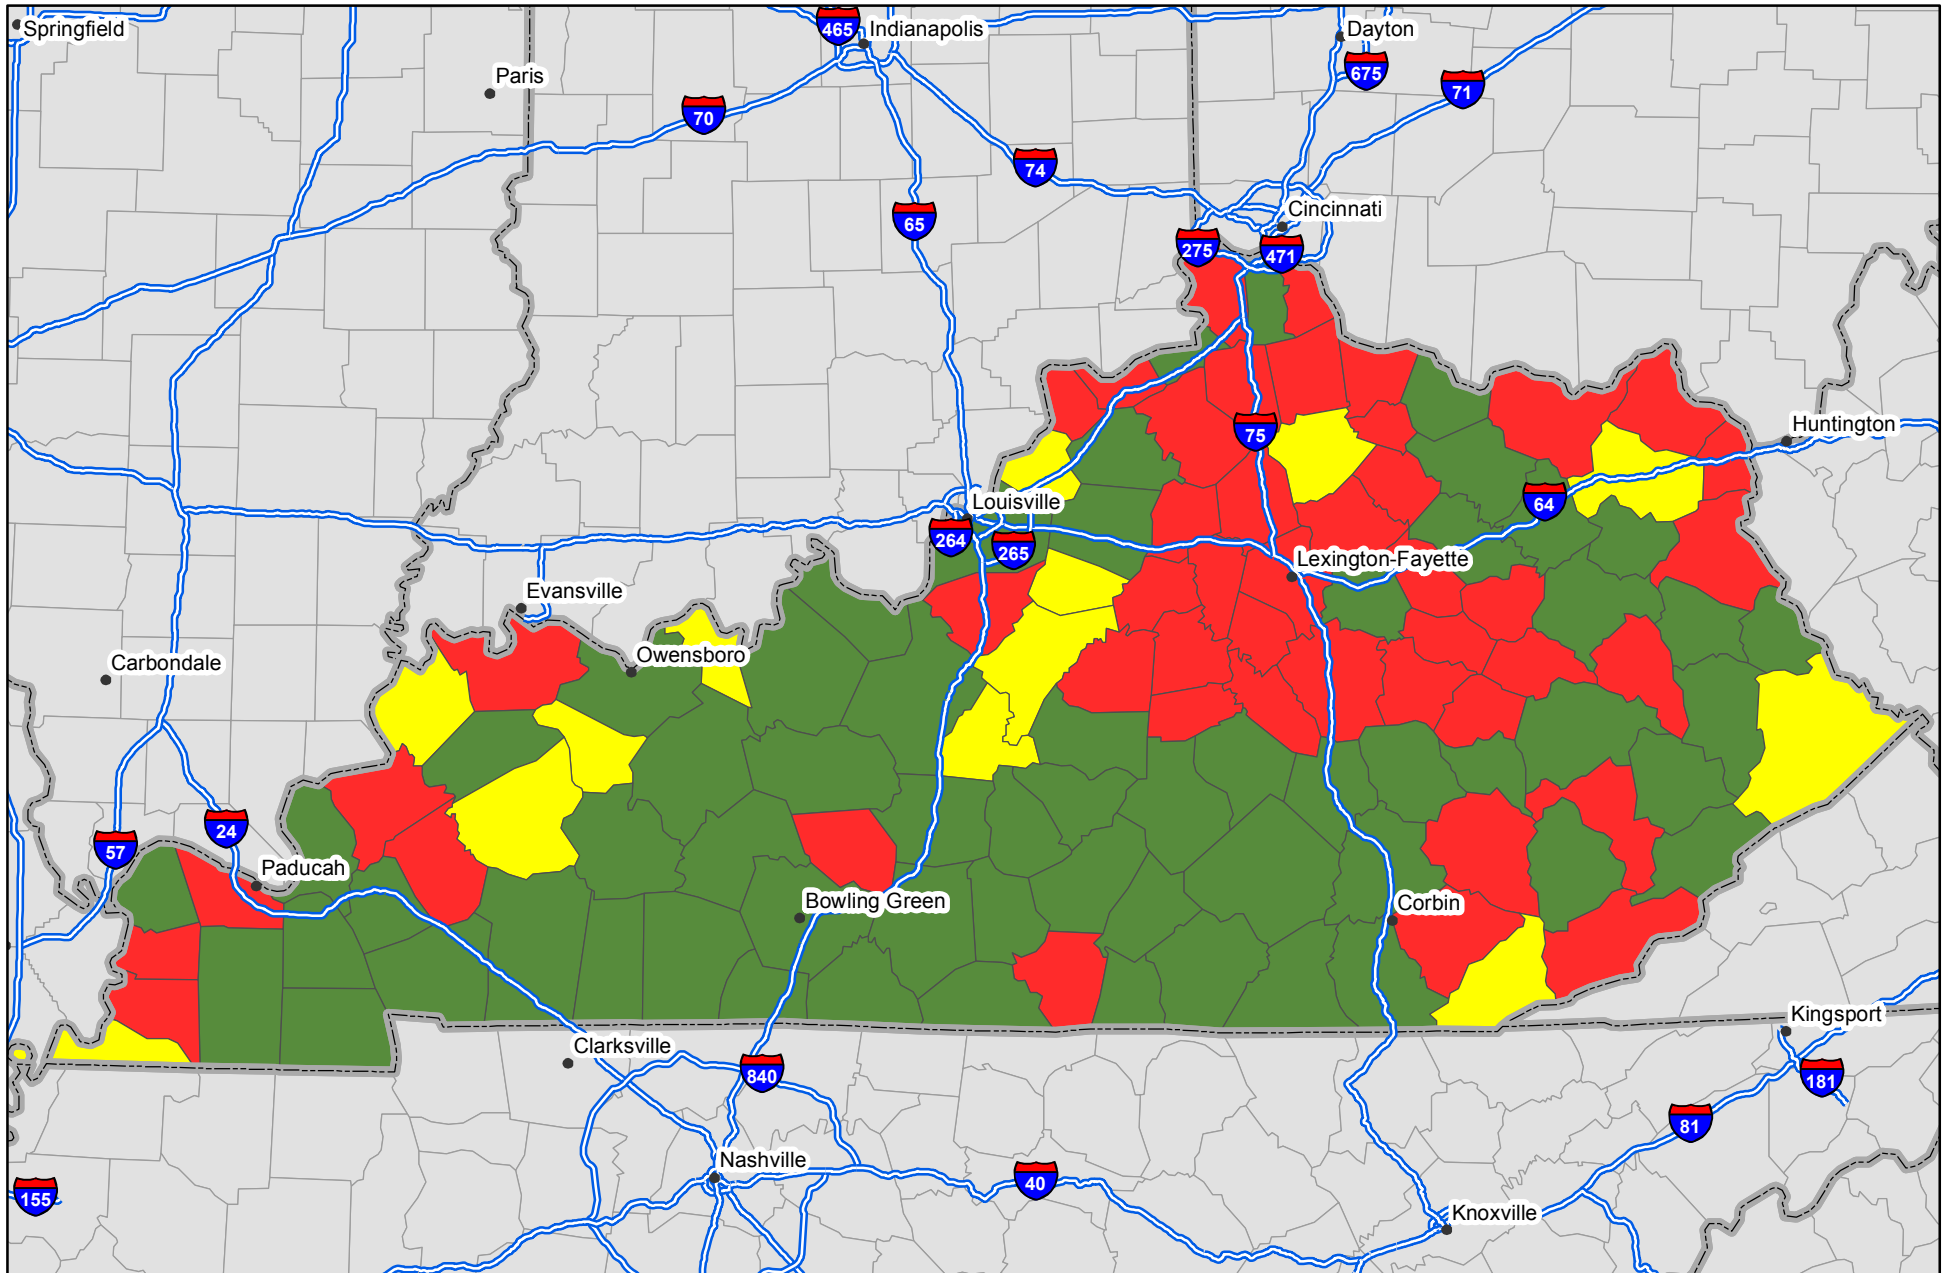 Springfield
465
Indianapolis
Dayton
675
Paris
71
70
74
Cincinnati
65
275
471
Huntington
75
Louisville
64
264
265
Lexington-Fayette
Evansville
Owensboro
Carbondale
24
57
Paducah
Bowling Green
Corbin
Kingsport
Clarksville
840
181
81
Nashville
40
155
Knoxville